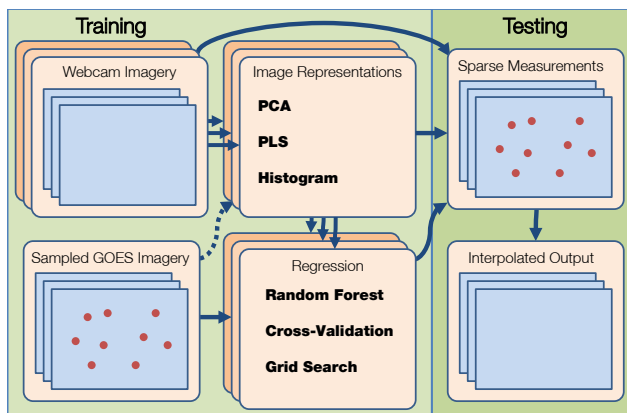 Training
Testing
Webcam Imagery
Image Representations
PCA
PLS
Histogram
Sparse Measurements
Sampled GOES Imagery
Regression
Random Forest
Cross-Validation
Grid Search
Interpolated Output